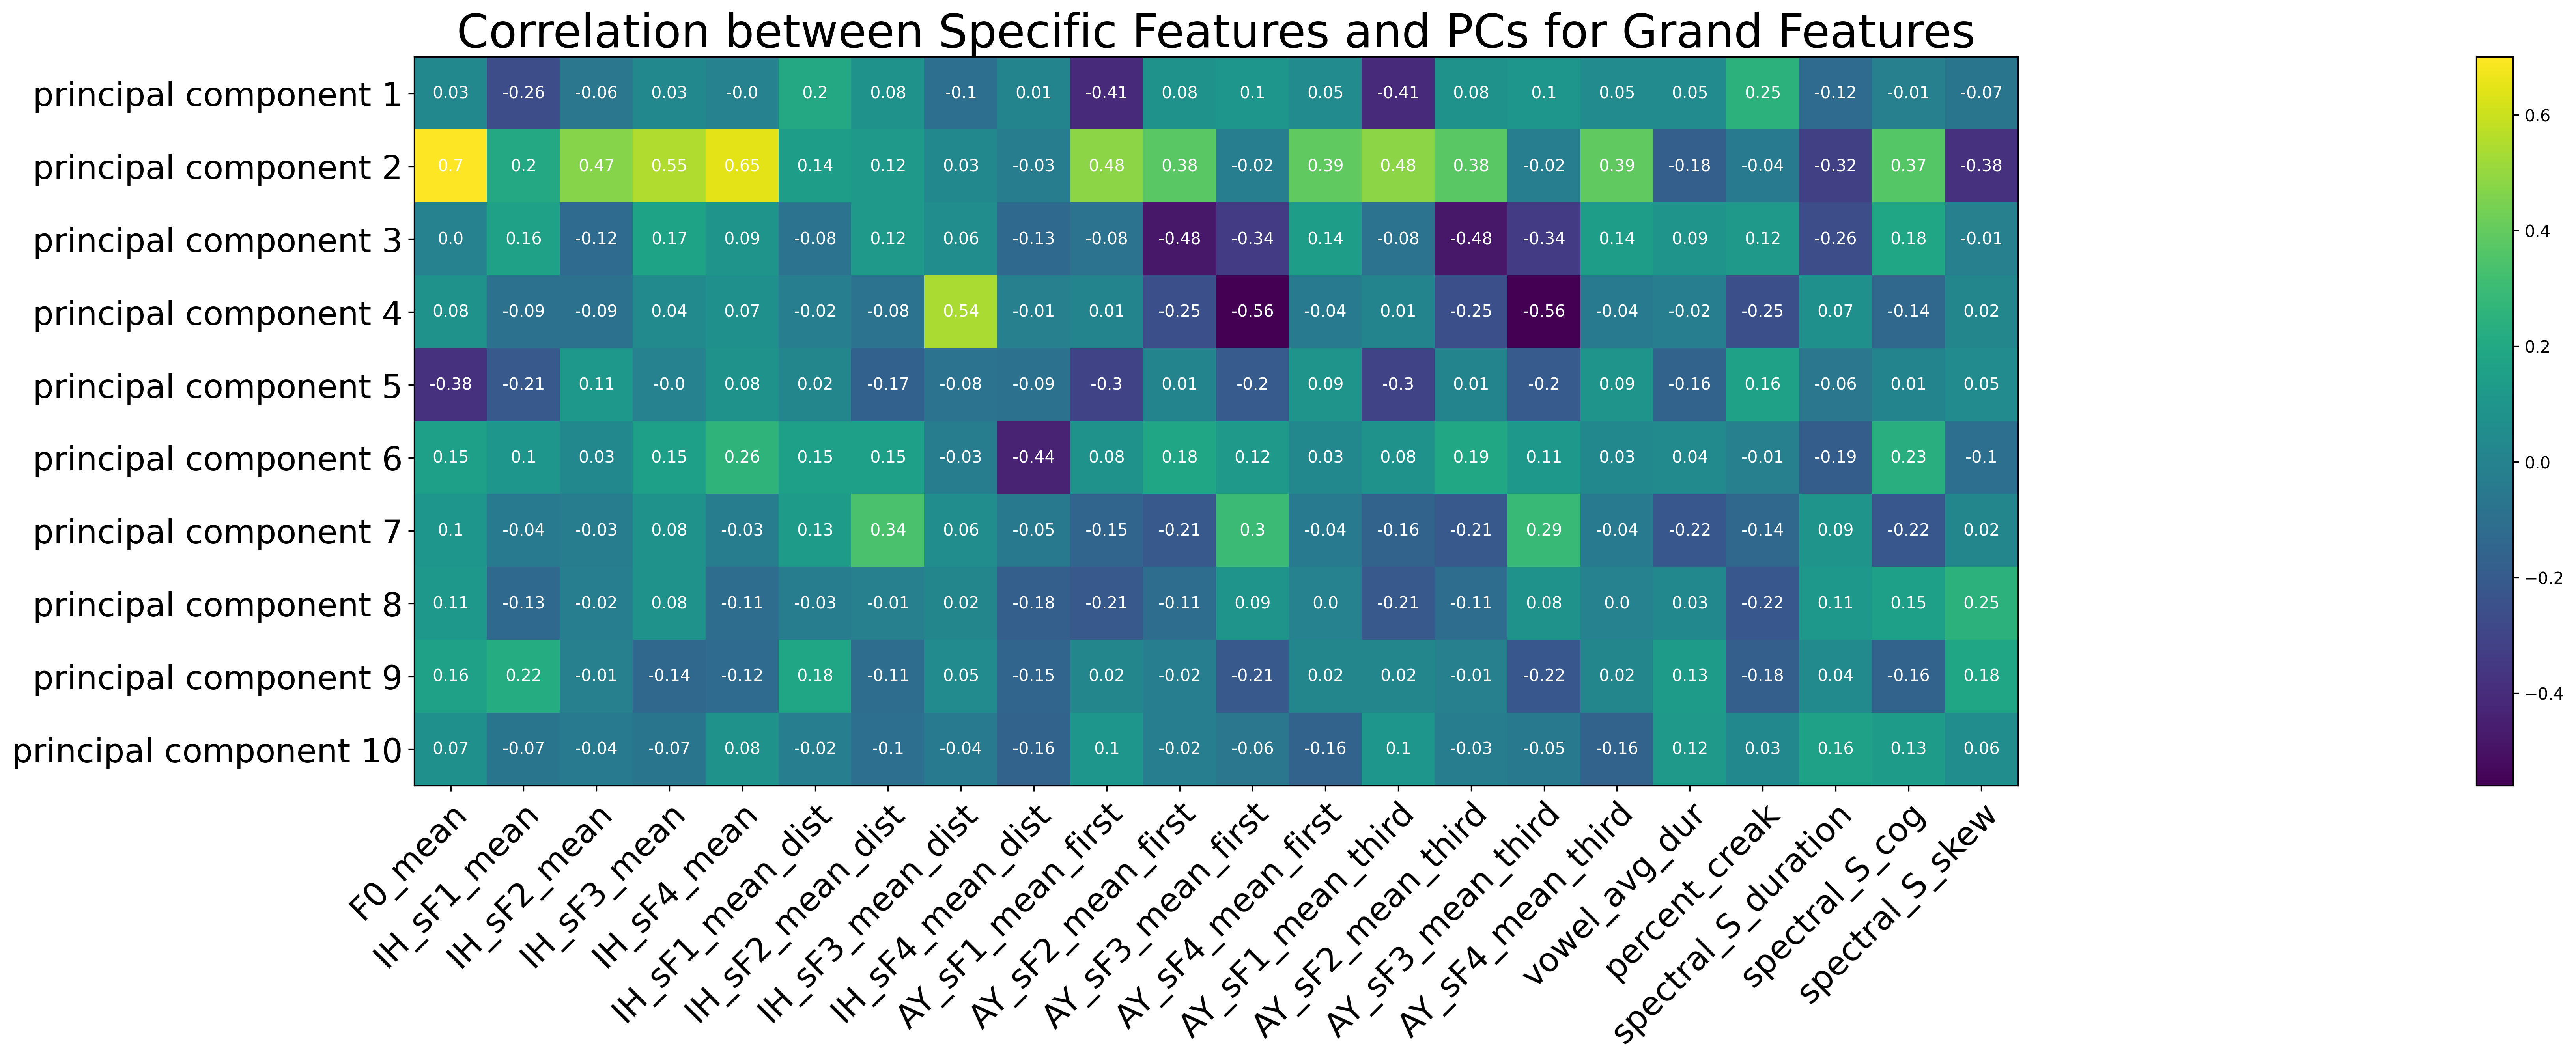 Correlation between Specific Features and PCs for Grand Features
principal component 1 0.03 -0.26 -0.06 0.03 -0.0 0.2 0.08 -0.1 0.01 -0.41 0.08 0.1 0.05 -0.41 0.08 0.1 0.05 0.05 0.25 -0.12 -0.01 -0.07
principal component 2 0.7 0.2 0.47 0.55 0.65 0.14 0.12 0.03 -0.03 0.48 0.38 -0.02 0.39 0.48 0.38 -0.02 0.39 -0.18 -0.04 -0.32 0.37 -0.38
principal component 3 0.0 0.16 -0.12 0.17 0.09 -0.08 0.12 0.06 -0.13 -0.08 -0.48 -0.34 0.14 -0.08 -0.48 -0.34 0.14 0.09 0.12 -0.26 0.18 -0.01
principal component 4 0.08 -0.09 -0.09 0.04 0.07 -0.02 -0.08 0.54 -0.01 0.01 -0.25 -0.56 -0.04 0.01 -0.25 -0.56 -0.04 -0.02 -0.25 0.07 -0.14 0.02
principal component 5 -0.38 -0.21 0.11 -0.0 0.08 0.02 -0.17 -0.08 -0.09 -0.3 0.01 -0.2 0.09 -0.3 0.01 -0.2 0.09 -0.16 0.16 -0.06 0.01 0.05
principal component 6 0.15 0.1 0.03 0.15 0.26 0.15 0.15 -0.03 -0.44 0.08 0.18 0.12 0.03 0.08 0.19 0.11 0.03 0.04 -0.01 -0.19 0.23 -0.1
principal component 7 0.1 -0.04 -0.03 0.08 -0.03 0.13 0.34 0.06 -0.05 -0.15 -0.21 0.3 -0.04 -0.16 -0.21 0.29 -0.04 -0.22 -0.14 0.09 -0.22 0.02
principal component 8 0.11 -0.13 -0.02 0.08 -0.11 -0.03 -0.01 0.02 -0.18 -0.21 -0.11 0.09 0.0 -0.21 -0.11 0.08 0.0 0.03 -0.22 0.11 0.15 0.25
principal component 9 0.16 0.22 -0.01 -0.14 -0.12 0.18 -0.11 0.05 -0.15 0.02 -0.02 -0.21 0.02 0.02 -0.01 -0.22 0.02 0.13 -0.18 0.04 -0.16 0.18
principal component 10 0.07 -0.07 -0.04 -0.07 0.08 -0.02 -0.1 -0.04 -0.16 0.1 -0.02 -0.06 -0.16 0.1 -0.03 -0.05 -0.16 0.12 0.03 0.16 0.13 0.06
F0_mean
IH_sF1_mean
IH_sF2_mean
IH_sF3_mean
IH_sF4_mean
IH_sF1_mean_dist
IH_sF2_mean_dist
IH_sF3_mean_dist
IH_sF4_mean_dist
AY_sF1_mean_first
AY_sF2_mean_first
AY_sF3_mean_first
AY_sF4_mean_first
AY_sF1_mean_third
AY_sF2_mean_third
AY_sF3_mean_third
AY_sF4_mean_third
vowel_avg_dur
percent_creak
spectral_S_duration
spectral_S_cog
spectral_S_skew
0.6
0.4
0.2
0.0
−0.2
−0.4